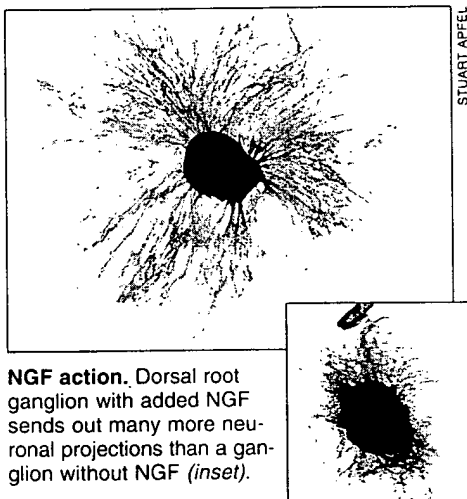 STUART APFEL
NGF action. Dorsal root
ganglion with added NGF
sends out many more neu-
ronal projections than a gan-
glion without NGF (inset).